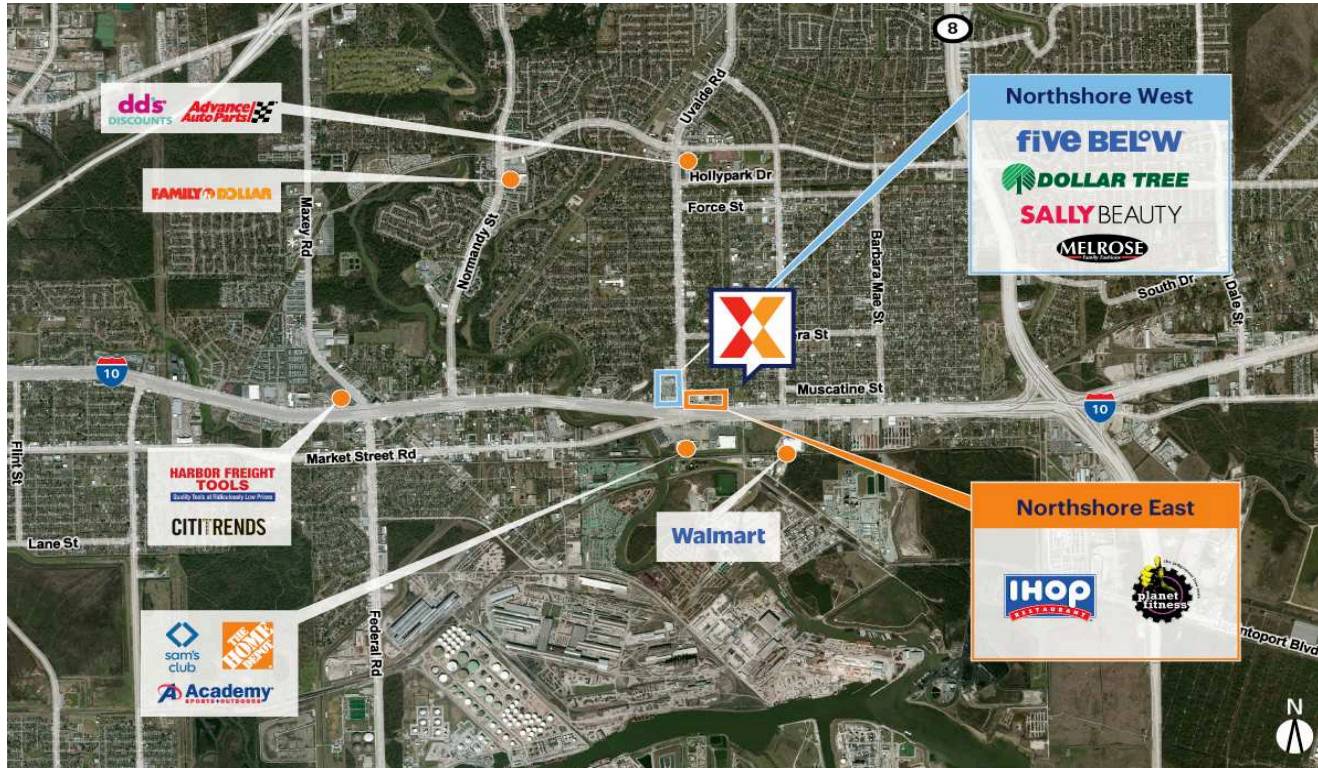 8
Uvalde Rd
Northshore West
dd's
DISCOUNTS
Advance
Auto Parts
five BELOW
Hollypark Dr
DOLLAR TREE
FAMILY DOLLAR
Force St
SALLY BEAUTY
Maxey Rd
Normandy St
Barbara Mae St
MELROSE
Family Fashions
South Dr
Dale St
ra St
10
Muscatine St
10
Flint St
Market Street Rd
HARBOR FREIGHT
TOOLS
Quality Tools at Ridiculously Low Prices
CITITRENDS
Walmart
Northshore East
Lane St
IHOP
RESTAURANT
planet
fitness
Federal Rd
sam's
club
THE
HOME
DEPOT
Academy
SPORTS+OUTDOORS
ntoport Blvd
N